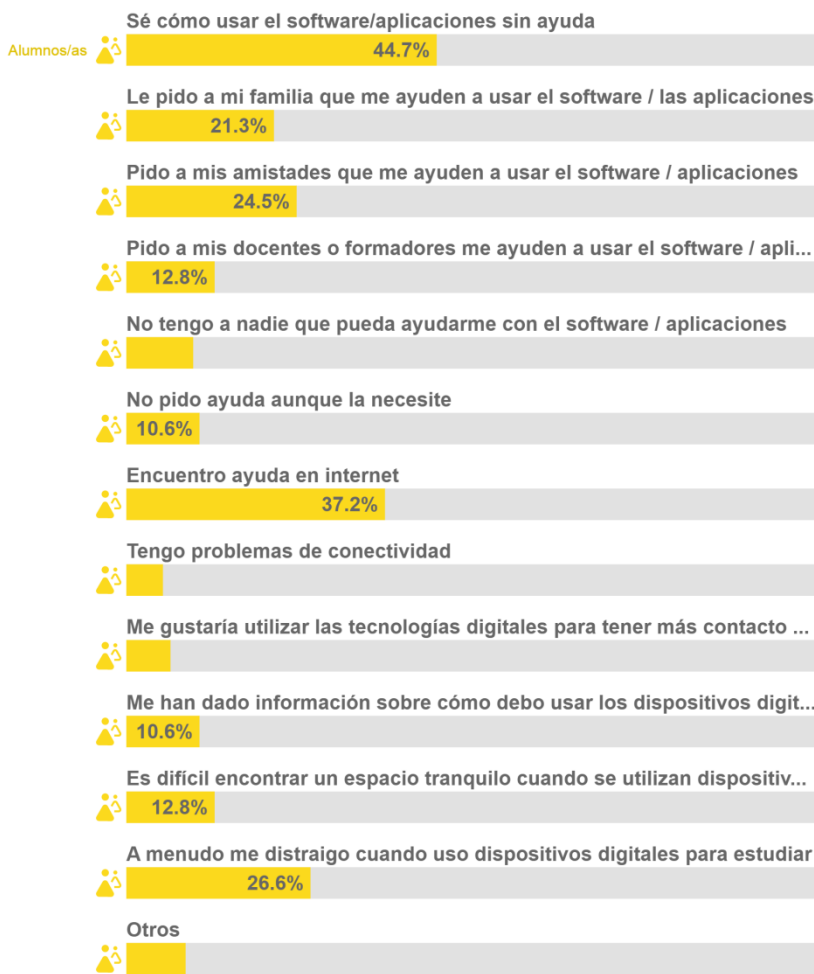 Sé cómo usar el software/aplicaciones sin ayuda
Alumnos/as
44.7%
Le pido a mi familia que me ayuden a usar el software / las aplicaciones
21.3%
Pido a mis amistades que me ayuden a usar el software / aplicaciones
24.5%
Pido a mis docentes o formadores me ayuden a usar el software / apli...
12.8%
No tengo a nadie que pueda ayudarme con el software / aplicaciones
No pido ayuda aunque la necesite
10.6%
Encuentro ayuda en internet
37.2%
Tengo problemas de conectividad
Me gustaría utilizar las tecnologías digitales para tener más contacto ...
Me han dado información sobre cómo debo usar los dispositivos digit...
10.6%
Es difícil encontrar un espacio tranquilo cuando se utilizan dispositiv...
12.8%
A menudo me distraigo cuando uso dispositivos digitales para estudiar
26.6%
Otros